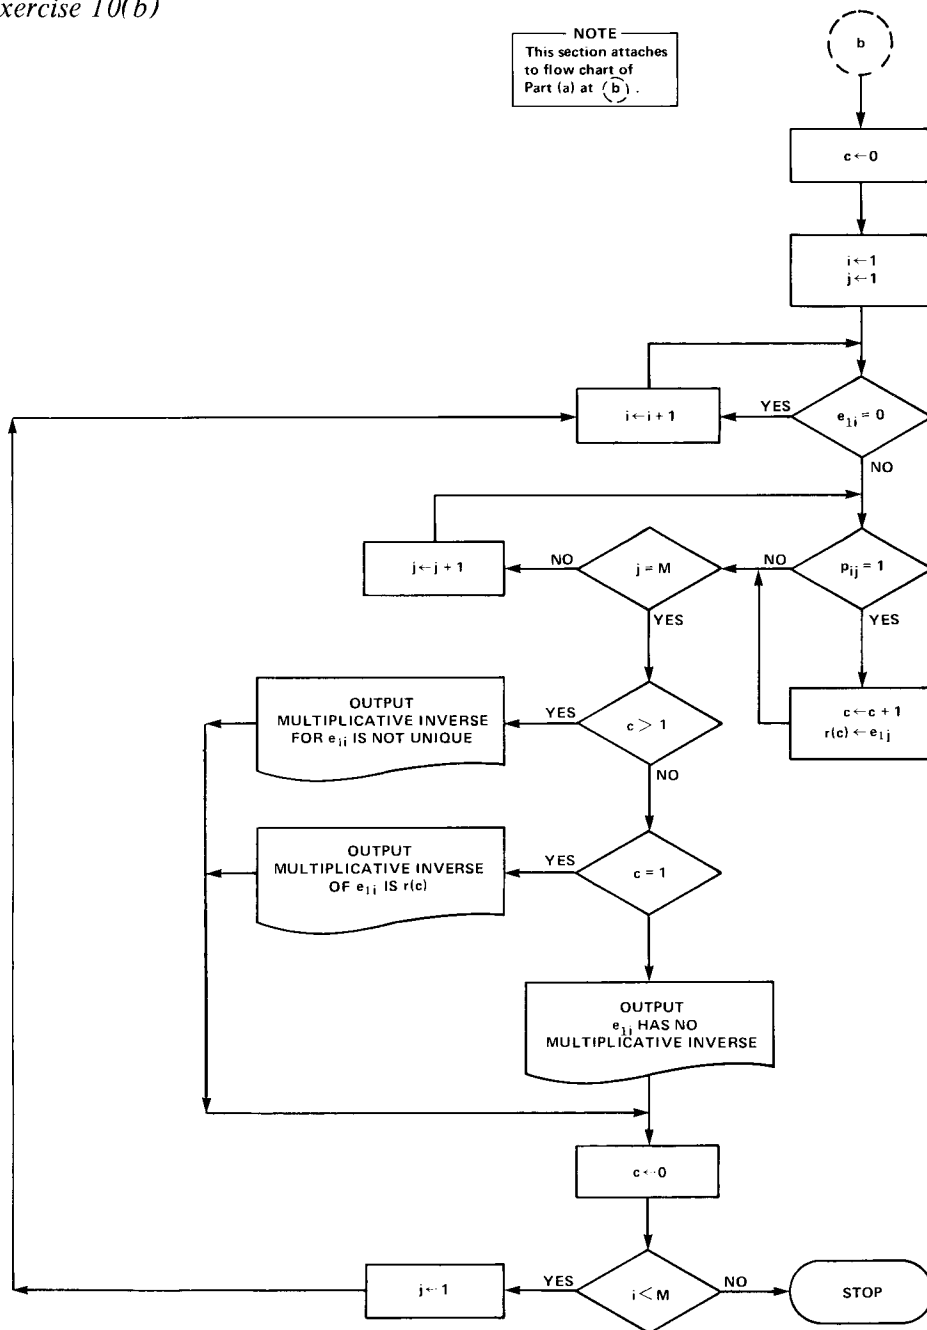 xercise 10(b)
NOTE
This section attaches
to flow chart of
Part (a) at (b).
b
c←0
i←1
j←1
i←i + 1
YES
e₁ᵢ = 0
NO
j←j + 1
NO
j = M
NO
pᵢⱼ = 1
YES
YES
c←c + 1
r(c)←e₁ⱼ
OUTPUT
MULTIPLICATIVE INVERSE
FOR e₁ᵢ IS NOT UNIQUE
YES
c > 1
NO
OUTPUT
MULTIPLICATIVE INVERSE
OF e₁ᵢ IS r(c)
YES
c = 1
OUTPUT
e₁ᵢ HAS NO
MULTIPLICATIVE INVERSE
c←0
j←1
YES
i < M
NO
STOP